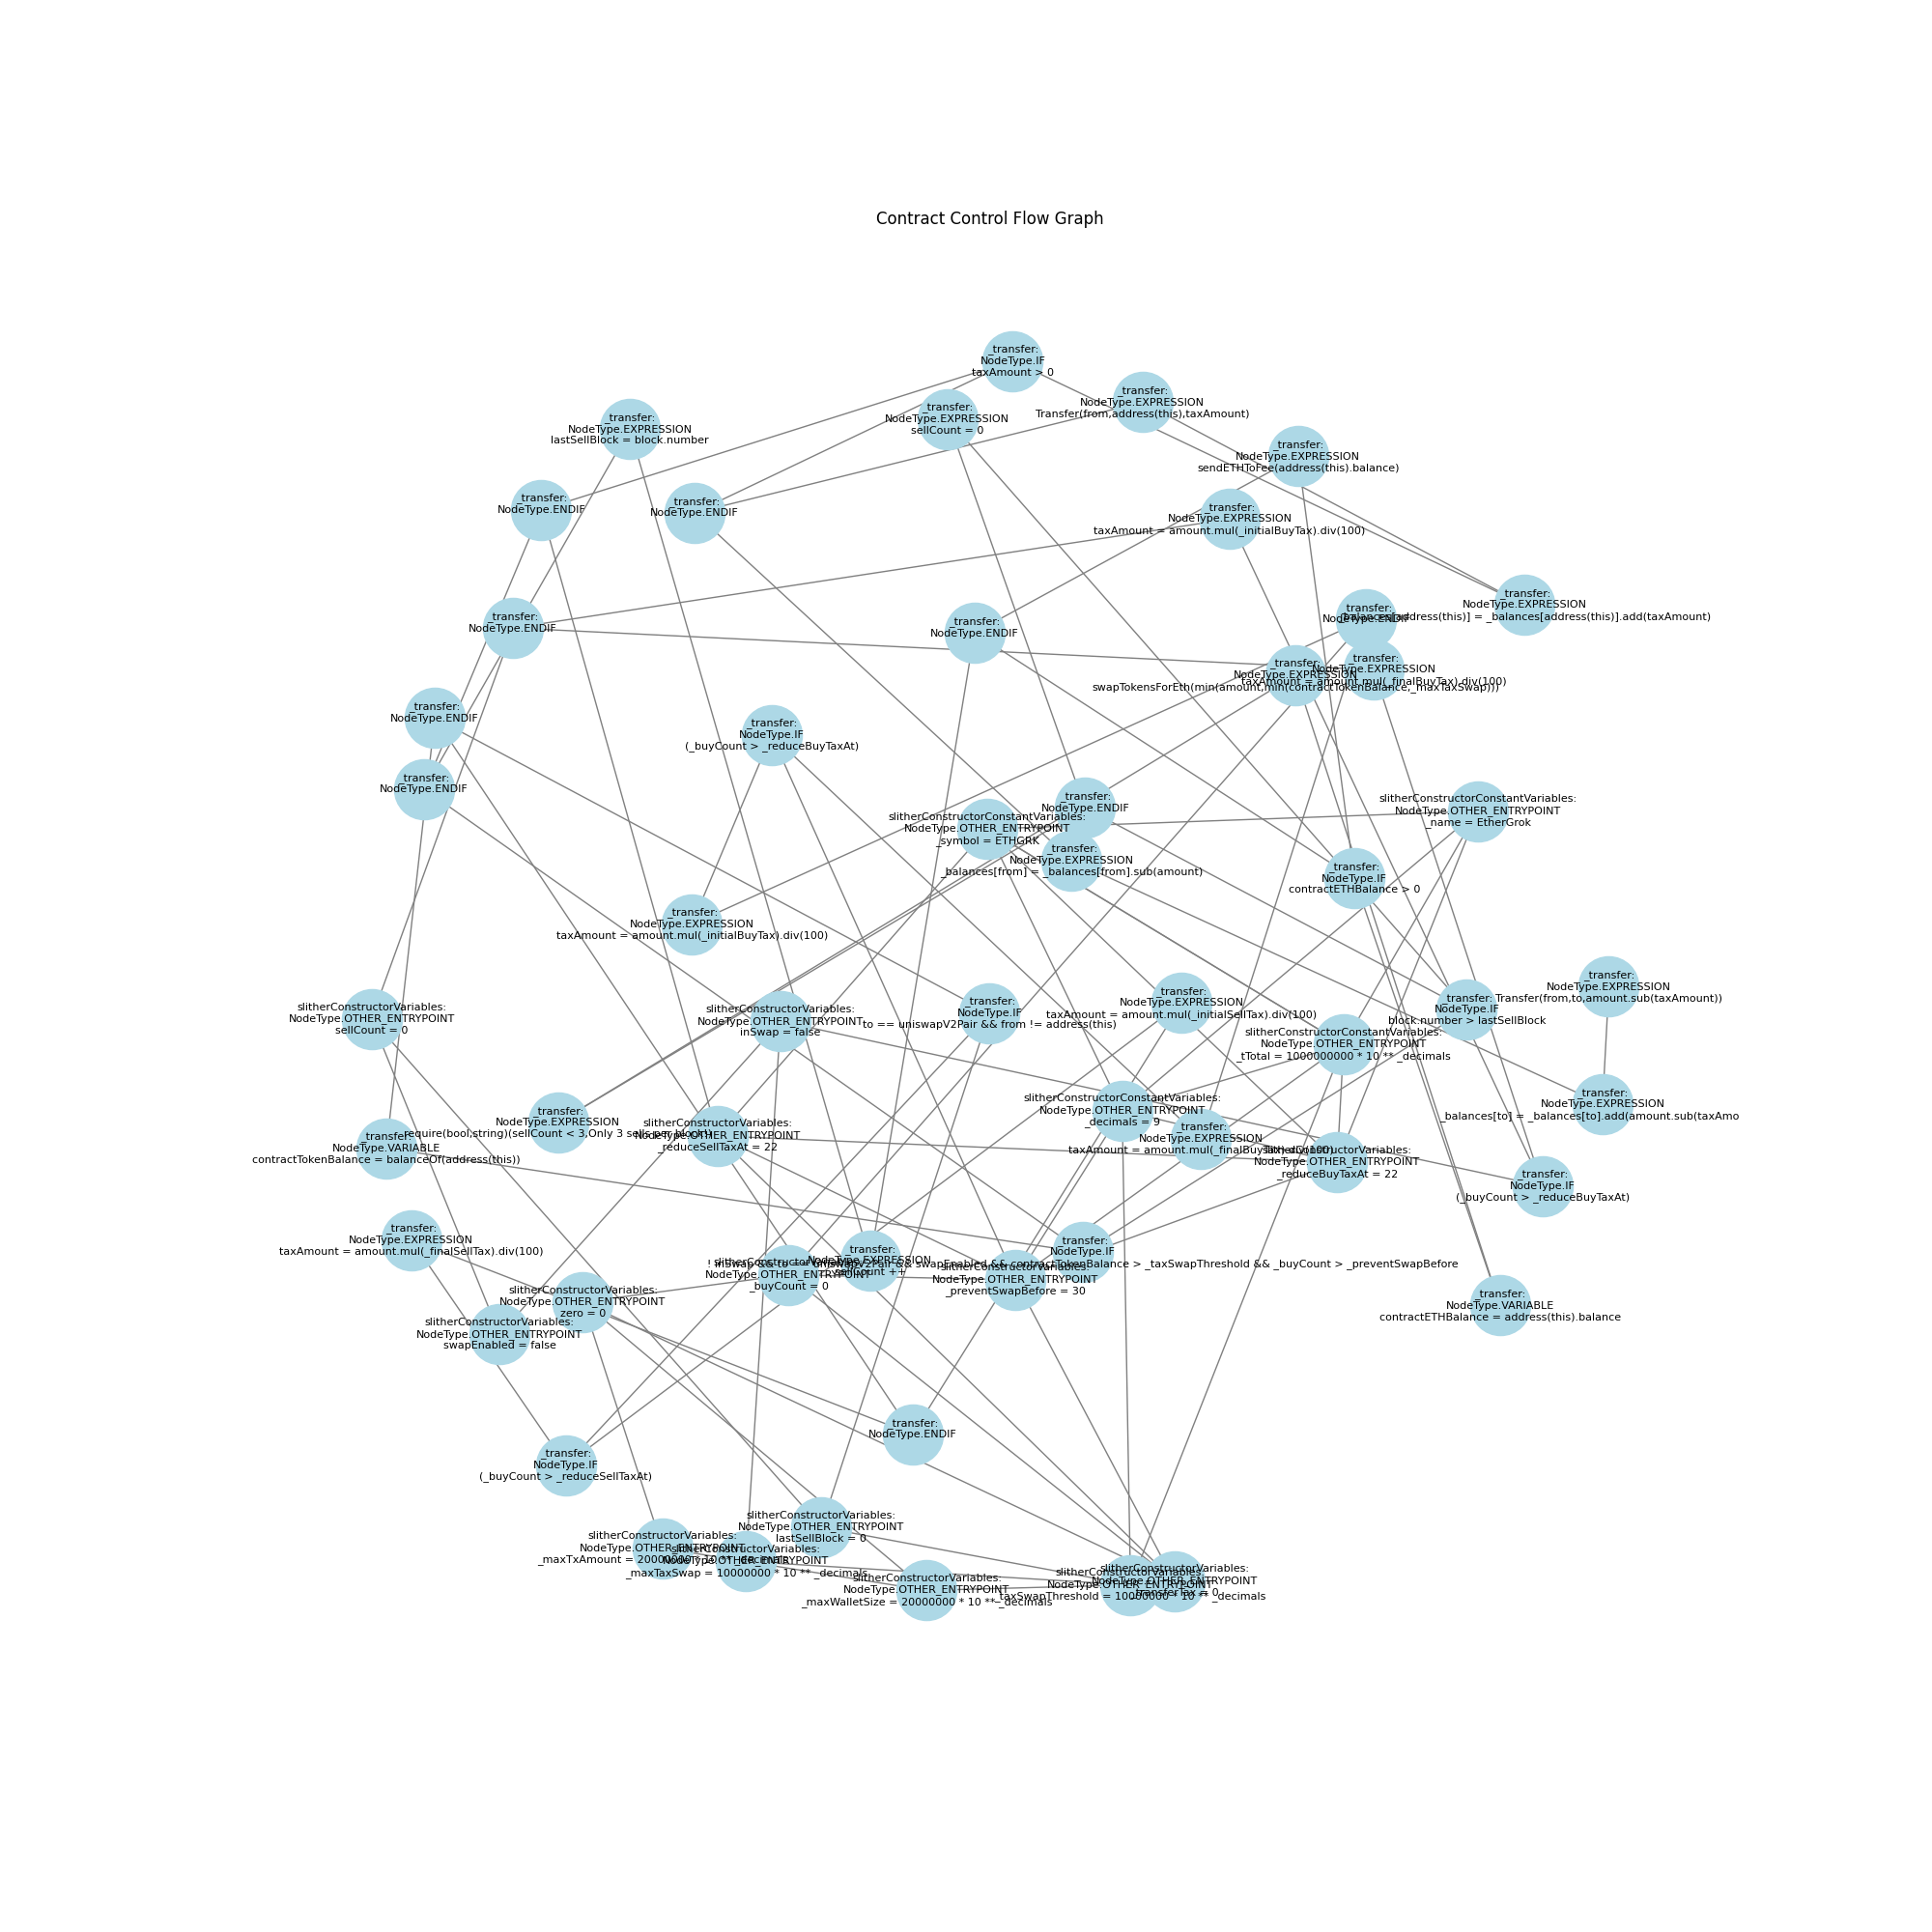 Contract Control Flow Graph
_transfer:
NodeType.IF
taxAmount > 0
_transfer:
NodeType.EXPRESSION
Transfer(from,address(this),taxAmount)
_transfer:
NodeType.EXPRESSION
sellCount = 0
_transfer:
NodeType.EXPRESSION
lastSellBlock = block.number
_transfer:
NodeType.EXPRESSION
sendETHToFee(address(this).balance)
_transfer:
NodeType.ENDIF
_transfer:
NodeType.ENDIF
_transfer:
NodeType.EXPRESSION
taxAmount = amount.mul(_initialBuyTax).div(100)
_transfer:
NodeType.EXPRESSION
_balances[address(this)] = _balances[address(this)].add(taxAmount)
_transfer:
NodeType.ENDIF
_transfer:
NodeType.ENDIF
_transfer:
NodeType.ENDIF
_transfer:
NodeType.EXPRESSION
swapTokensForEth(min(amount,min(contractTokenBalance,_maxTaxSwap)))
_transfer:
NodeType.EXPRESSION
taxAmount = amount.mul(_finalBuyTax).div(100)
_transfer:
NodeType.ENDIF
_transfer:
NodeType.IF
(_buyCount > _reduceBuyTaxAt)
_transfer:
NodeType.ENDIF
_transfer:
NodeType.ENDIF
slitherConstructorConstantVariables:
NodeType.OTHER_ENTRYPOINT
_name = EtherGrok
slitherConstructorConstantVariables:
NodeType.OTHER_ENTRYPOINT
_symbol = ETHGRK
_transfer:
NodeType.EXPRESSION
_balances[from] = _balances[from].sub(amount)
_transfer:
NodeType.IF
contractETHBalance > 0
_transfer:
NodeType.EXPRESSION
taxAmount = amount.mul(_initialBuyTax).div(100)
_transfer:
NodeType.EXPRESSION
Transfer(from,to,amount.sub(taxAmount))
_transfer:
NodeType.EXPRESSION
taxAmount = amount.mul(_initialSellTax).div(100)
_transfer:
NodeType.IF
block.number > lastSellBlock
slitherConstructorVariables:
NodeType.OTHER_ENTRYPOINT
sellCount = 0
slitherConstructorVariables:
NodeType.OTHER_ENTRYPOINT
inSwap = false
_transfer:
NodeType.IF
to == uniswapV2Pair && from != address(this)
slitherConstructorConstantVariables:
NodeType.OTHER_ENTRYPOINT
_tTotal = 1000000000 * 10 ** _decimals
slitherConstructorConstantVariables:
NodeType.OTHER_ENTRYPOINT
_decimals = 9
_transfer:
NodeType.EXPRESSION
_balances[to] = _balances[to].add(amount.sub(taxAmo
_transfer:
NodeType.EXPRESSION
require(bool,string)(sellCount < 3,Only 3 sells per block!)
slitherConstructorVariables:
NodeType.OTHER_ENTRYPOINT
_reduceSellTaxAt = 22
_transfer:
NodeType.EXPRESSION
taxAmount = amount.mul(_finalBuyTax).div(100)
_transfer:
NodeType.VARIABLE
contractTokenBalance = balanceOf(address(this))
slitherConstructorVariables:
NodeType.OTHER_ENTRYPOINT
_reduceBuyTaxAt = 22
_transfer:
NodeType.IF
(_buyCount > _reduceBuyTaxAt)
_transfer:
NodeType.EXPRESSION
taxAmount = amount.mul(_finalSellTax).div(100)
_transfer:
NodeType.IF
! inSwap && to == uniswapV2Pair && swapEnabled && contractTokenBalance > _taxSwapThreshold && _buyCount > _preventSwapBefore
_transfer:
NodeType.EXPRESSION
sellCount ++
slitherConstructorVariables:
NodeType.OTHER_ENTRYPOINT
_buyCount = 0
slitherConstructorVariables:
NodeType.OTHER_ENTRYPOINT
_preventSwapBefore = 30
slitherConstructorVariables:
NodeType.OTHER_ENTRYPOINT
zero = 0
_transfer:
NodeType.VARIABLE
contractETHBalance = address(this).balance
slitherConstructorVariables:
NodeType.OTHER_ENTRYPOINT
swapEnabled = false
_transfer:
NodeType.ENDIF
_transfer:
NodeType.IF
(_buyCount > _reduceSellTaxAt)
slitherConstructorVariables:
NodeType.OTHER_ENTRYPOINT
lastSellBlock = 0
slitherConstructorVariables:
NodeType.OTHER_ENTRYPOINT
_maxTxAmount = 20000000 * 10 ** _decimals
slitherConstructorVariables:
NodeType.OTHER_ENTRYPOINT
_maxTaxSwap = 10000000 * 10 ** _decimals
slitherConstructorVariables:
NodeType.OTHER_ENTRYPOINT
_maxWalletSize = 20000000 * 10 ** _decimals
slitherConstructorVariables:
NodeType.OTHER_ENTRYPOINT
_taxSwapThreshold = 10000000 * 10 ** _decimals
slitherConstructorVariables:
NodeType.OTHER_ENTRYPOINT
transferTax = 0